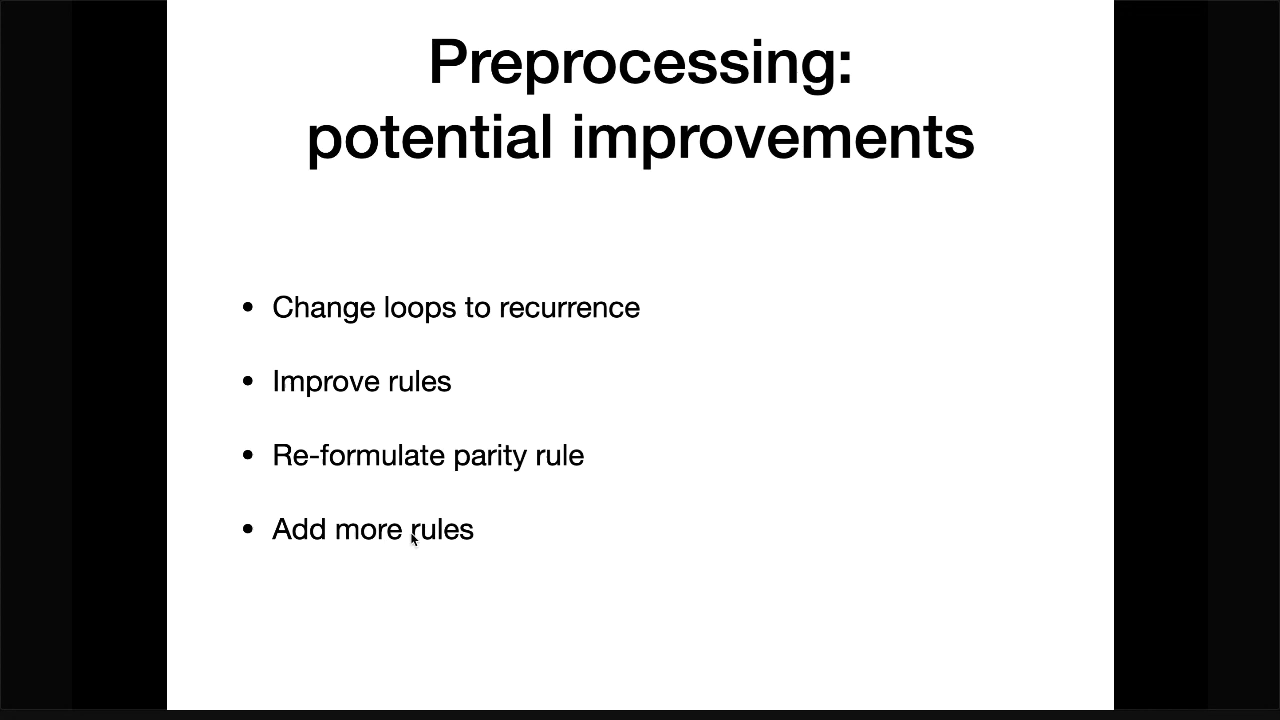 Preprocessing:
potential improvements
• Change loops to recurrence
• Improve rules
• Re-formulate parity rule
• Add more rules